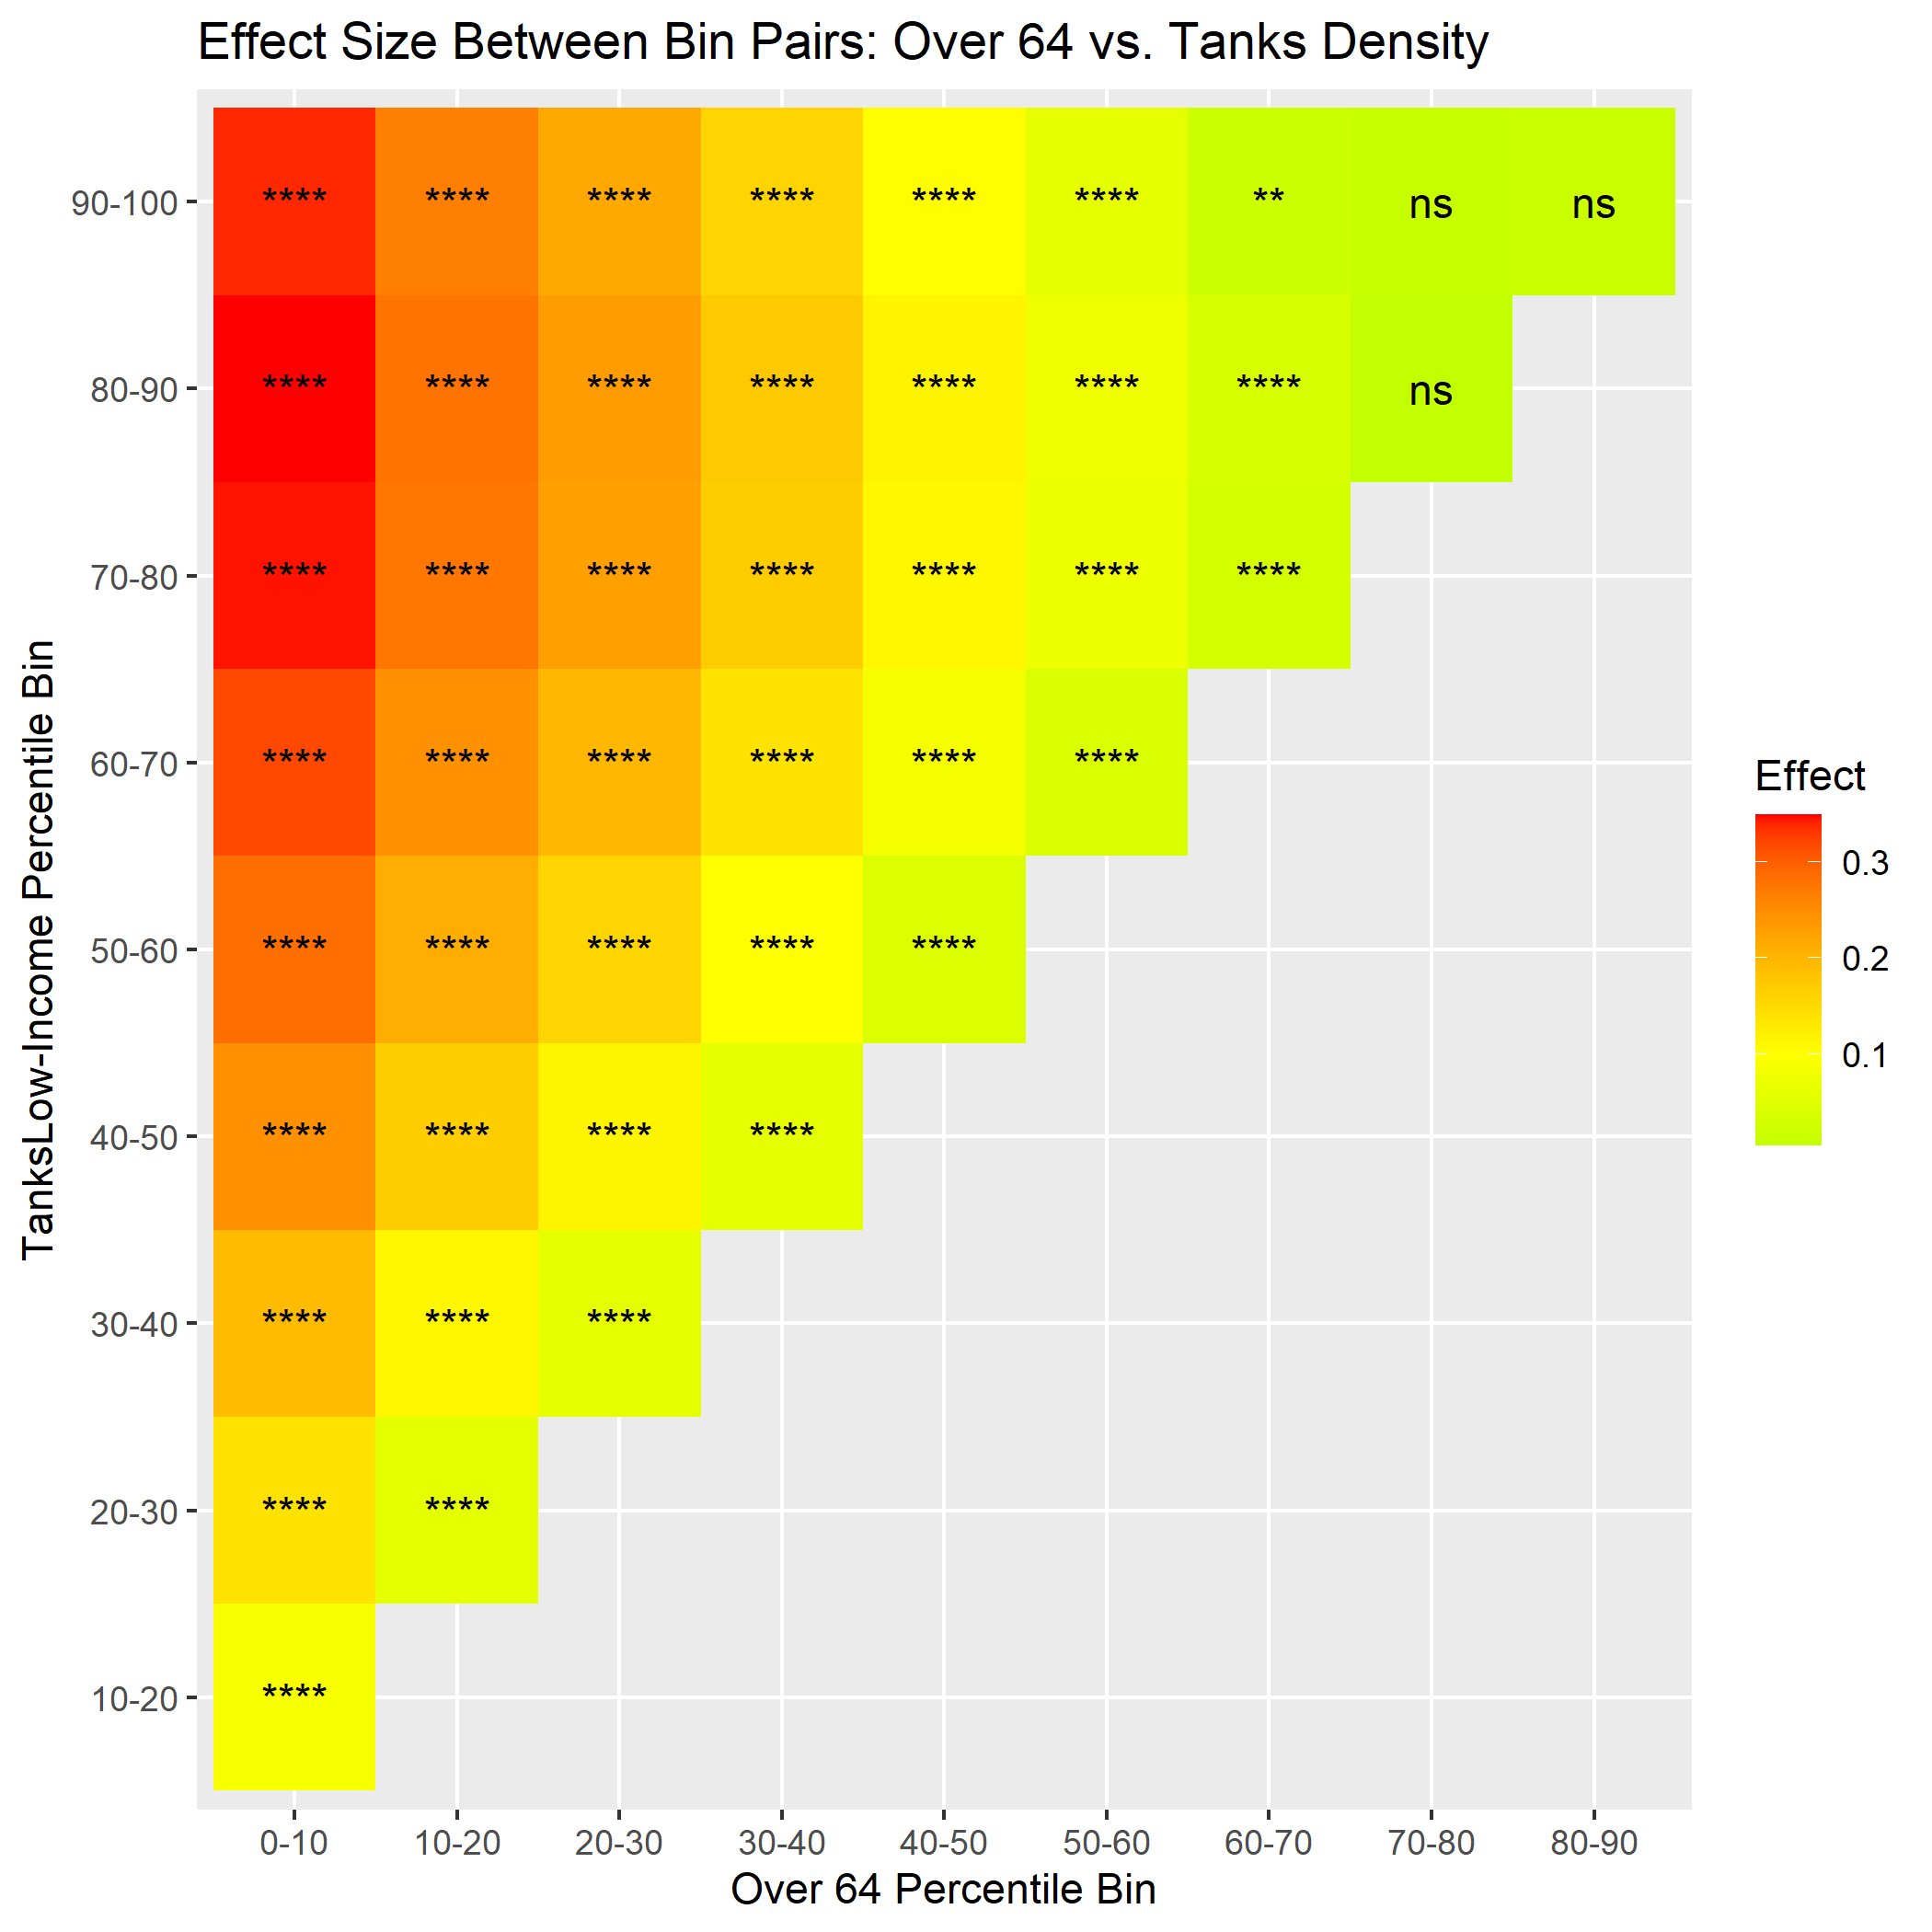 Effect Size Between Bin Pairs: Over 64 vs. Tanks Density
TanksLow-Income Percentile Bin
90-100 **** **** **** **** **** **** ** ns ns
80-90 **** **** **** **** **** **** **** ns
70-80 **** **** **** **** **** **** ****
60-70 **** **** **** **** **** ****
50-60 **** **** **** **** ****
40-50 **** **** **** ****
30-40 **** **** ****
20-30 **** ****
10-20 ****
0-10 10-20 20-30 30-40 40-50 50-60 60-70 70-80 80-90
Over 64 Percentile Bin
Effect
0.3
0.2
0.1